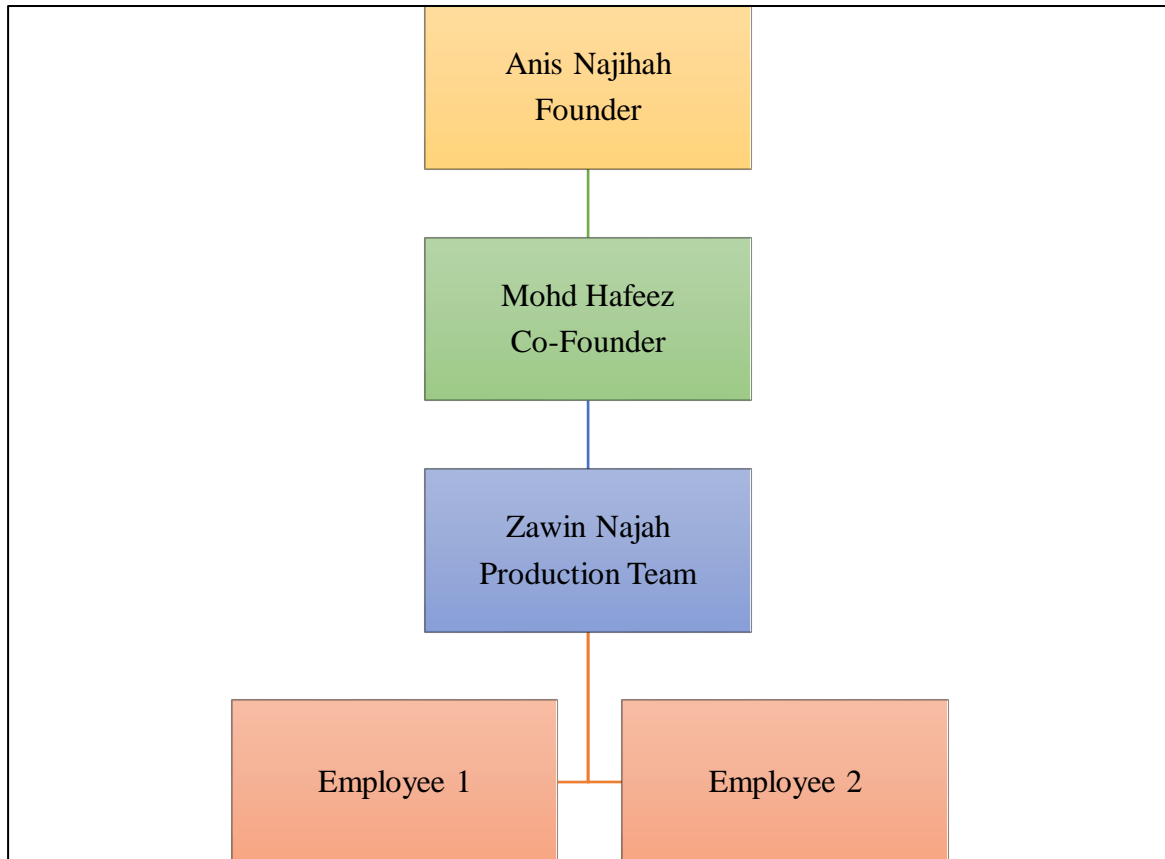 Anis Najihah
Founder
Mohd Hafeez
Co-Founder
Zawin Najah
Production Team
Employee 1
Employee 2